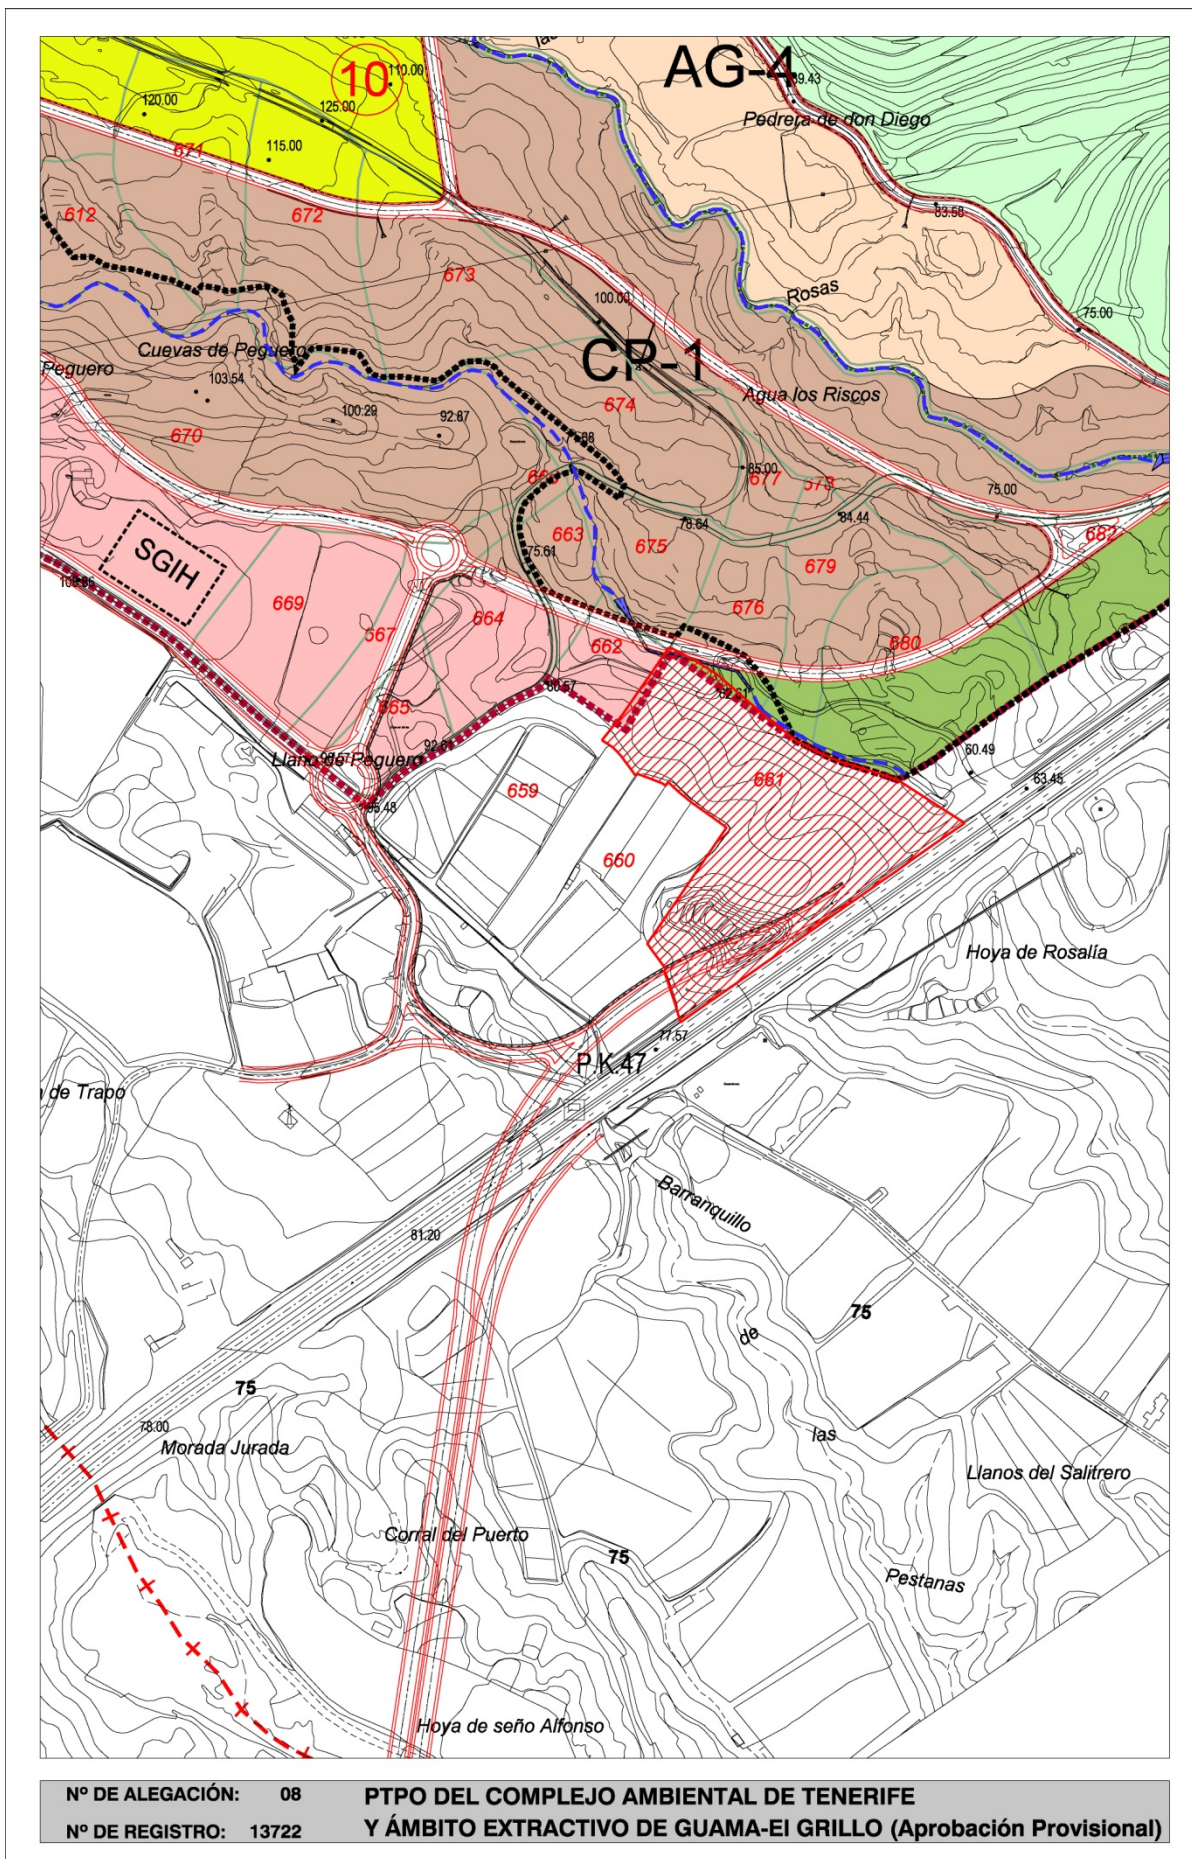 AG-4
10
110.00
89.43
120.00
125.00
Pedrera de don Diego
671
115.00
612
672
83.58
673
Rosas
100.00
75.00
Cuevas de Peguero
CP-1
Peguero
103.54
Agua los Riscos
674
100.29
92.87
670
85.00
677
75.00
78.64
84.44
682
663
675
SGIH
75.61
679
669
676
664
667
662
680
80.57
665
60.49
661
Llano de Peguero
63.45
659
95.48
660
Hoya de Rosalía
77.57
P.K.47
de Trapo
Barranquillo
81.20
75
de
75
las
78.00
Morada Jurada
Llanos del Salitrero
Corral del Puerto
75
Pestanas
Hoya de seño Alfonso
Nº DE ALEGACIÓN: 08 PTPO DEL COMPLEJO AMBIENTAL DE TENERIFE
Nº DE REGISTRO: 13722 Y ÁMBITO EXTRACTIVO DE GUAMA-El GRILLO (Aprobación Provisional)